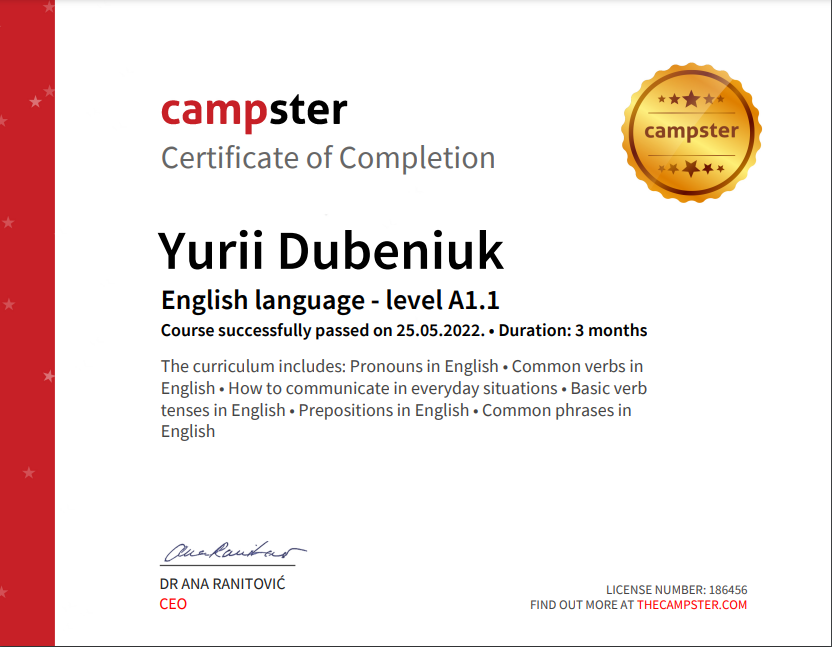 campster
Certificate of Completion
campster
Yurii Dubeniuk
English language - level A1.1
Course successfully passed on 25.05.2022. • Duration: 3 months
The curriculum includes: Pronouns in English • Common verbs in
English • How to communicate in everyday situations • Basic verb
tenses in English • Prepositions in English • Common phrases in
English
Ana Ranitović
DR ANA RANITOVIĆ
CEO
LICENSE NUMBER: 186456
FIND OUT MORE AT THECAMPSTER.COM